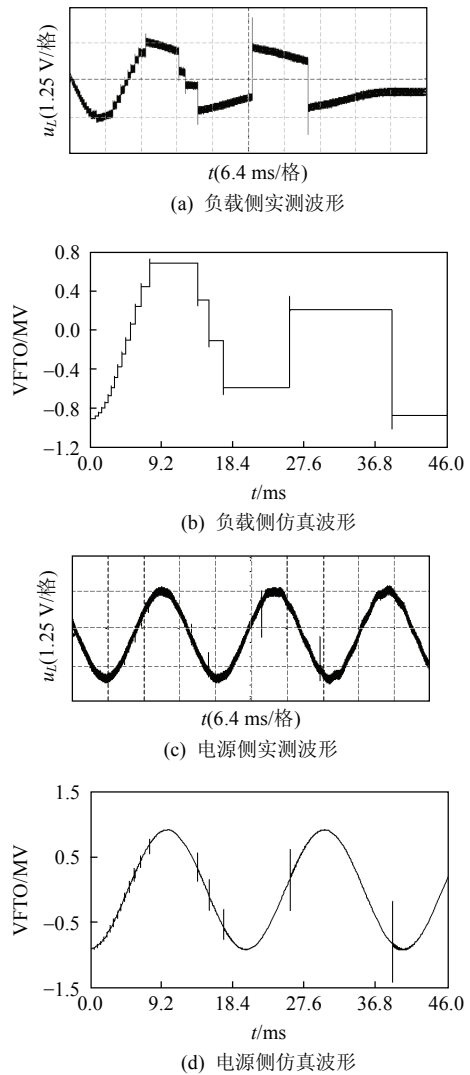 u_L(1.25 V/格)
t(6.4 ms/格)
(a) 负载侧实测波形
0.8
0.4
0.0
−0.4
−0.8
−1.2
VFTO/MV
0.0 9.2 18.4 27.6 36.8 46.0
t/ms
(b) 负载侧仿真波形
u_L(1.25 V/格)
t(6.4 ms/格)
(c) 电源侧实测波形
1.5
0.5
−0.5
−1.5
VFTO/MV
0.0 9.2 18.4 27.6 36.8 46.0
t/ms
(d) 电源侧仿真波形